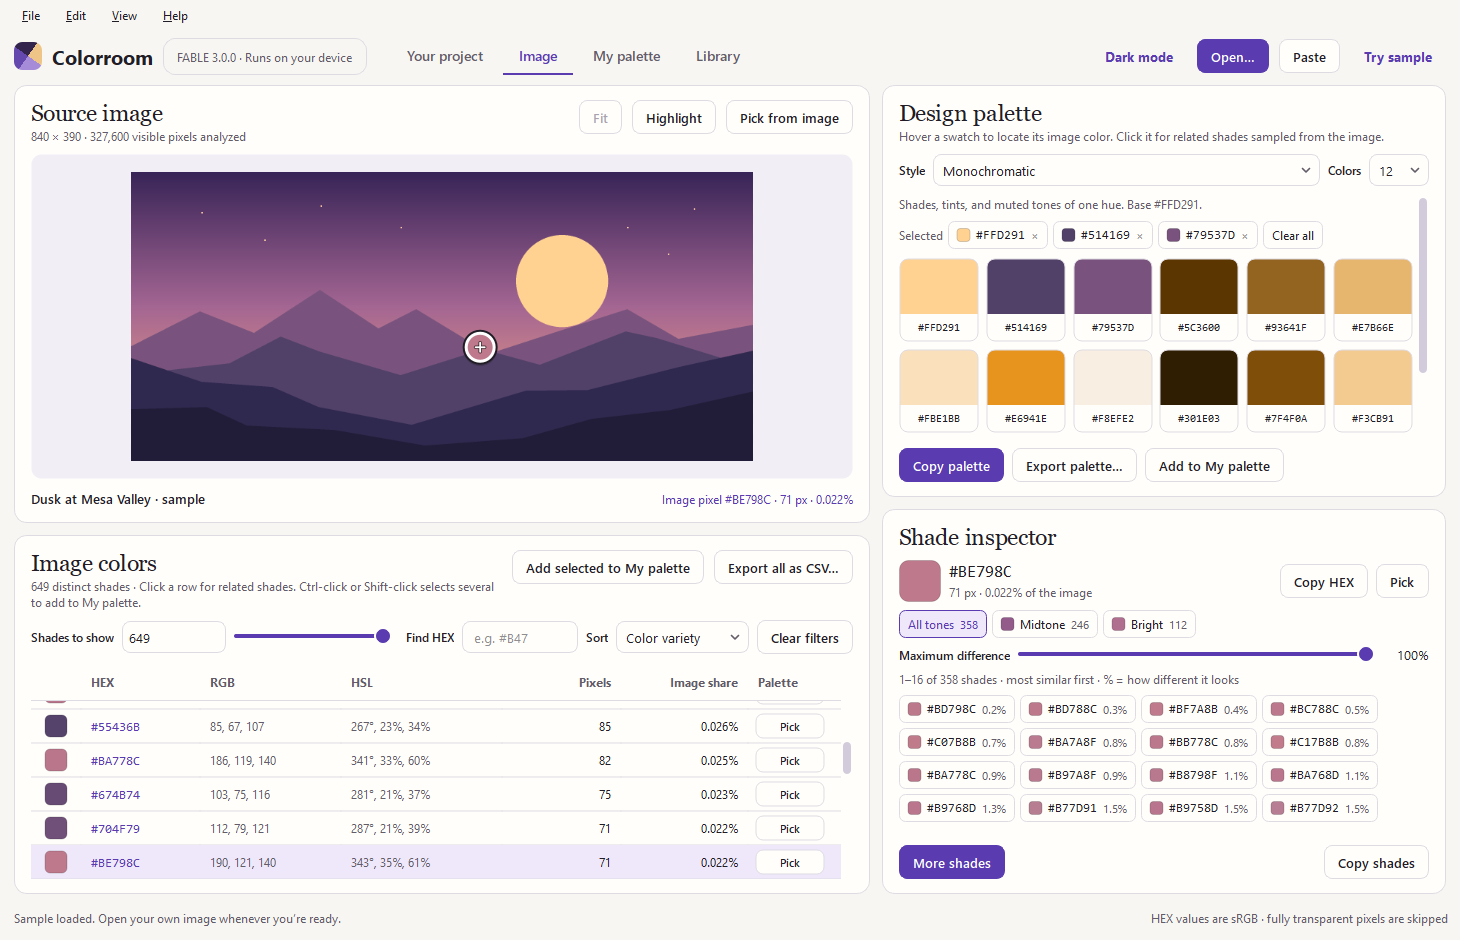 File Edit View Help
Colorroom
FABLE 3.0.0 · Runs on your device
Your project Image My palette Library
Dark mode Open... Paste Try sample
Source image
840 × 390 · 327,600 visible pixels analyzed
Fit Highlight Pick from image
Dusk at Mesa Valley · sample
Image pixel #BE798C · 71 px · 0.022%
Design palette
Hover a swatch to locate its image color. Click it for related shades sampled from the image.
Style Monochromatic Colors 12
Shades, tints, and muted tones of one hue. Base #FFD291.
Selected #FFD291 × #514169 × #79537D × Clear all
#FFD291 #514169 #79537D #5C3600 #93641F #E7B66E
#FBE1BB #E6941E #F8EFE2 #301E03 #7F4F0A #F3CB91
Copy palette Export palette... Add to My palette
Image colors
649 distinct shades · Click a row for related shades. Ctrl-click or Shift-click selects several
to add to My palette.
Add selected to My palette Export all as CSV...
Shades to show 649 Find HEX e.g. #B47 Sort Color variety Clear filters
HEX RGB HSL Pixels Image share Palette
#55436B 85, 67, 107 267°, 23%, 34% 85 0.026% Pick
#BA778C 186, 119, 140 341°, 33%, 60% 82 0.025% Pick
#674B74 103, 75, 116 281°, 21%, 37% 75 0.023% Pick
#704F79 112, 79, 121 287°, 21%, 39% 71 0.022% Pick
#BE798C 190, 121, 140 343°, 35%, 61% 71 0.022% Pick
Shade inspector
#BE798C
71 px · 0.022% of the image
Copy HEX Pick
All tones 358 Midtone 246 Bright 112
Maximum difference 100%
1–16 of 358 shades · most similar first · % = how different it looks
#BD798C 0.2% #BD788C 0.3% #BF7A8B 0.4% #BC788C 0.5%
#C07B8B 0.7% #BA7A8F 0.8% #BB778C 0.8% #C17B8B 0.8%
#BA778C 0.9% #B97A8F 0.9% #B8798F 1.1% #BA768D 1.1%
#B9768D 1.3% #B77D91 1.5% #B9758D 1.5% #B77D92 1.5%
More shades Copy shades
Sample loaded. Open your own image whenever you're ready.
HEX values are sRGB · fully transparent pixels are skipped